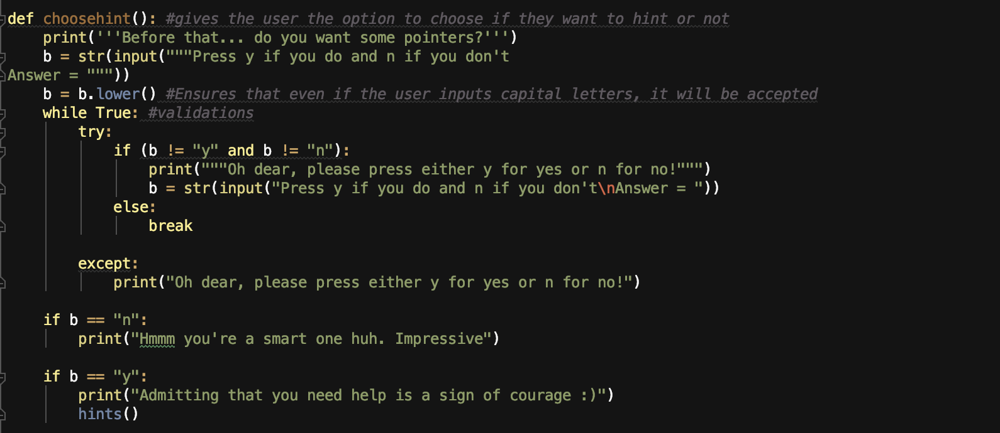 def choosehint(): #gives the user the option to choose if they want to hint or not
    print('''Before that... do you want some pointers?''')
    b = str(input("""Press y if you do and n if you don't
Answer = """))
    b = b.lower() #Ensures that even if the user inputs capital letters, it will be accepted
    while True: #validations
        try:
            if (b != "y" and b != "n"):
                print("""Oh dear, please press either y for yes or n for no!""")
                b = str(input("Press y if you do and n if you don't\nAnswer = "))
            else:
                break

        except:
            print("Oh dear, please press either y for yes or n for no!")

    if b == "n":
        print("Hmmm you're a smart one huh. Impressive")

    if b == "y":
        print("Admitting that you need help is a sign of courage :)")
        hints()